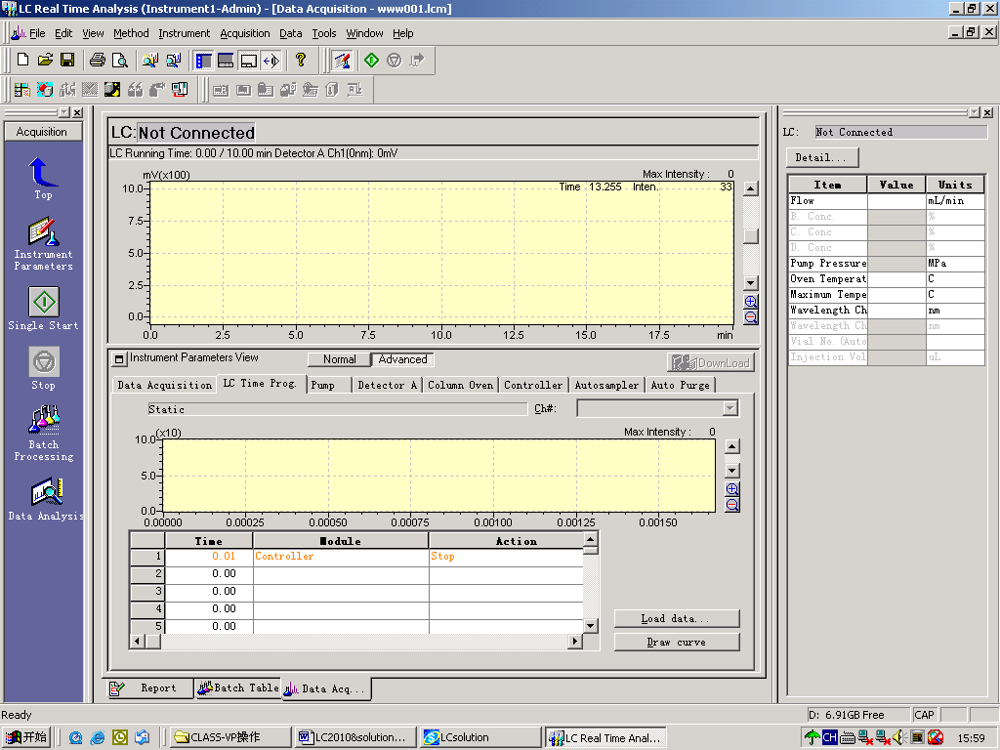 LC Real Time Analysis (Instrument1-Admin) - [Data Acquisition - www001.lcm]
File Edit View Method Instrument Acquisition Data Tools Window Help
Acquisition
Top
Instrument
Parameters
Single Start
Stop
Batch
Processing
Data Analysis
LC: Not Connected
LC Running Time: 0.00 / 10.00 min Detector A Ch1(0nm): 0mV
mV(x100)
Max Intensity : 0
Time 13.255 Inten. 33
10.0
7.5
5.0
2.5
0.0
0.0 2.5 5.0 7.5 10.0 12.5 15.0 17.5 min
Instrument Parameters View Normal Advanced DownLoad
Data Acquisition LC Time Prog. Pump Detector A Column Oven Controller Autosampler Auto Purge
Static Ch#:
(x10)
Max Intensity : 0
10.0
5.0
0.0
0.00000 0.00025 0.00050 0.00075 0.00100 0.00125 0.00150
Time Module Action
1 0.01 Controller Stop
2 0.00
3 0.00
4 0.00
5 0.00
Load data...
Draw curve
Report Batch Table Data Acq...
LC: Not Connected
Detail...
Item Value Units
Flow mL/min
B. Conc. %
C. Conc %
D. Conc %
Pump Pressure MPa
Oven Temperat C
Maximum Tempe C
Wavelength Ch nm
Wavelength Ch nm
Vial No. (Auto
Injection Vol uL
Ready D: 6.91GB Free CAP
开始 CLASS-VP操作 LC2010&solution... LCsolution LC Real Time Anal... CH 15:59